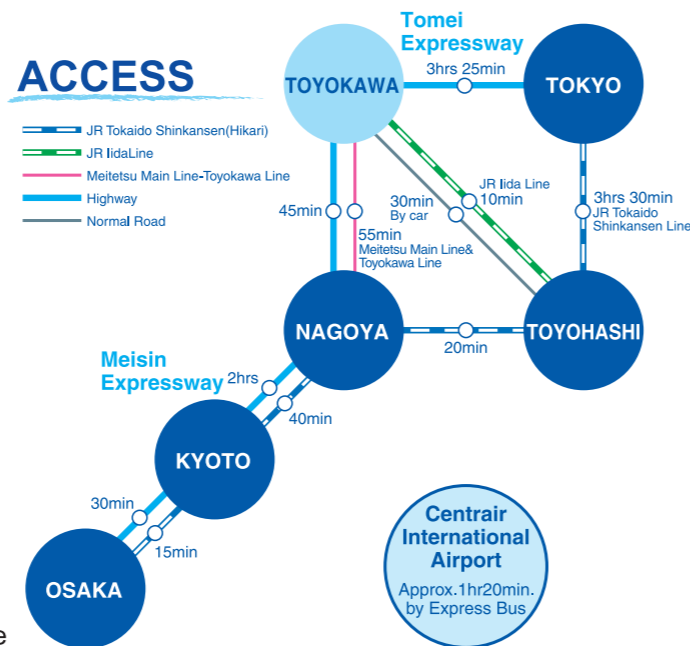 ACCESS
JR Tokaido Shinkansen(Hikari)
JR IidaLine
Meitetsu Main Line-Toyokawa Line
Highway
Normal Road
Tomei
Expressway
TOYOKAWA
3hrs 25min
TOKYO
45min
55min
Meitetsu Main Line&
Toyokawa Line
30min
By car
JR Iida Line
10min
3hrs 30min
JR Tokaido
Shinkansen Line
NAGOYA
20min
TOYOHASHI
Meisin
Expressway
2hrs
40min
KYOTO
30min
15min
OSAKA
Centrair
International
Airport
Approx.1hr20min.
by Express Bus
e